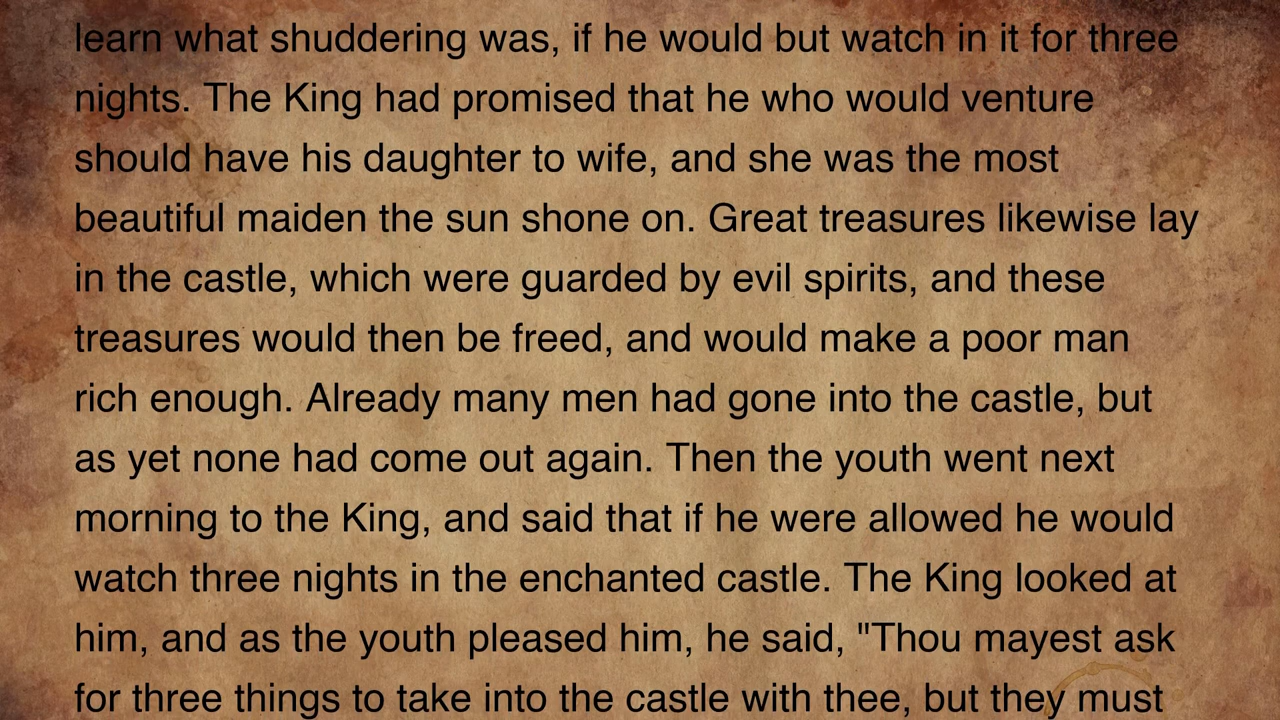 learn what shuddering was, if he would but watch in it for three
nights. The King had promised that he who would venture
should have his daughter to wife, and she was the most
beautiful maiden the sun shone on. Great treasures likewise lay
in the castle, which were guarded by evil spirits, and these
treasures would then be freed, and would make a poor man
rich enough. Already many men had gone into the castle, but
as yet none had come out again. Then the youth went next
morning to the King, and said that if he were allowed he would
watch three nights in the enchanted castle. The King looked at
him, and as the youth pleased him, he said, "Thou mayest ask
for three things to take into the castle with thee, but they must